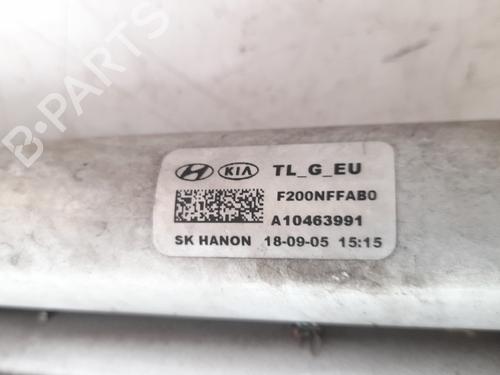 B-PARTS
KIA TL_G_EU
F200NFFAB0
A10463991
SK HANON 18-09-05 15:15